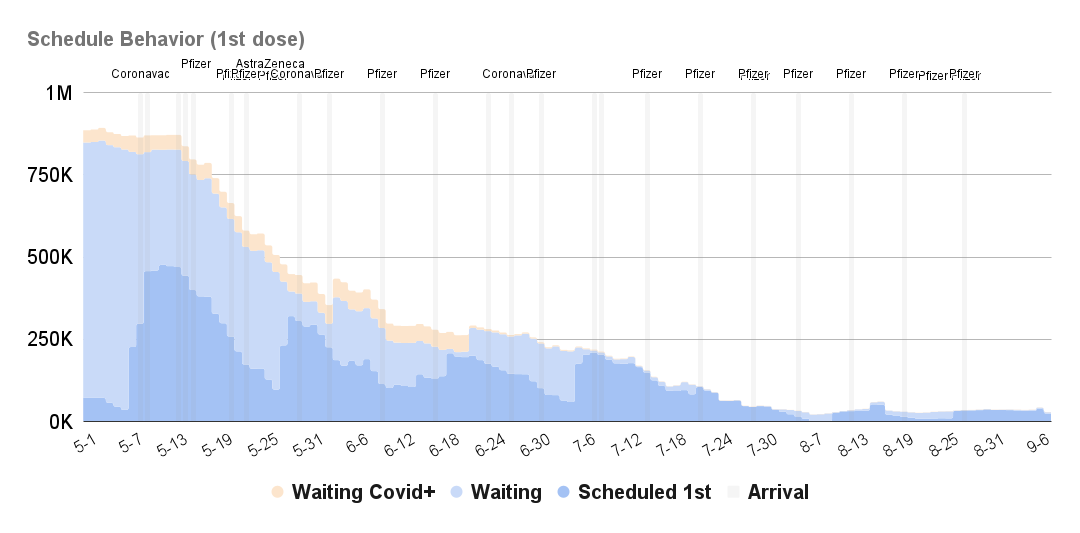 Schedule Behavior (1st dose)
Pfizer AstraZeneca
Coronavac Pfizer Pfizer Pfizer Pfizer Pfizer Pfizer Pfizer Pfizer Pfizer Pfizer Pfizer
Pfizer Pfizer
1M
750K
500K
250K
0K
5-1 5-7 5-13 5-19 5-25 5-31 6-6 6-12 6-18 6-24 6-30 7-6 7-12 7-18 7-24 7-30 8-7 8-13 8-19 8-25 8-31 9-6
Waiting Covid+ Waiting Scheduled 1st Arrival